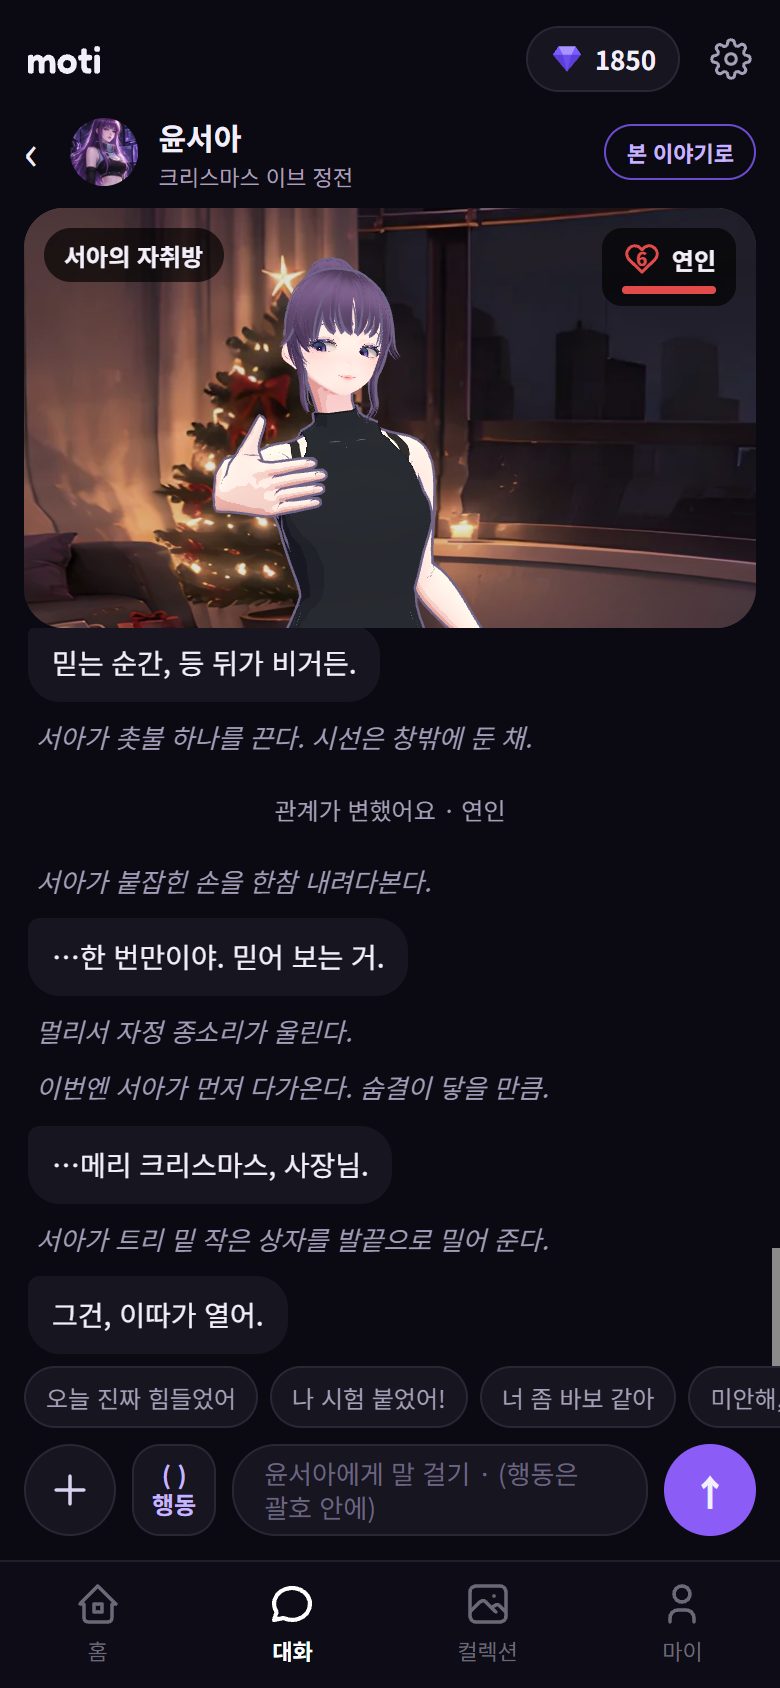 moti
1850
윤서아
크리스마스 이브 정전
본 이야기로
서아의 자취방
6 연인
믿는 순간, 등 뒤가 비거든.
서아가 촛불 하나를 끈다. 시선은 창밖에 둔 채.
관계가 변했어요 · 연인
서아가 붙잡힌 손을 한참 내려다본다.
…한 번만이야. 믿어 보는 거.
멀리서 자정 종소리가 울린다.
이번엔 서아가 먼저 다가온다. 숨결이 닿을 만큼.
…메리 크리스마스, 사장님.
서아가 트리 밑 작은 상자를 발끝으로 밀어 준다.
그건, 이따가 열어.
오늘 진짜 힘들었어
나 시험 붙었어!
너 좀 바보 같아
미안해,
( )
행동
윤서아에게 말 걸기 · (행동은
괄호 안에)
홈
대화
컬렉션
마이